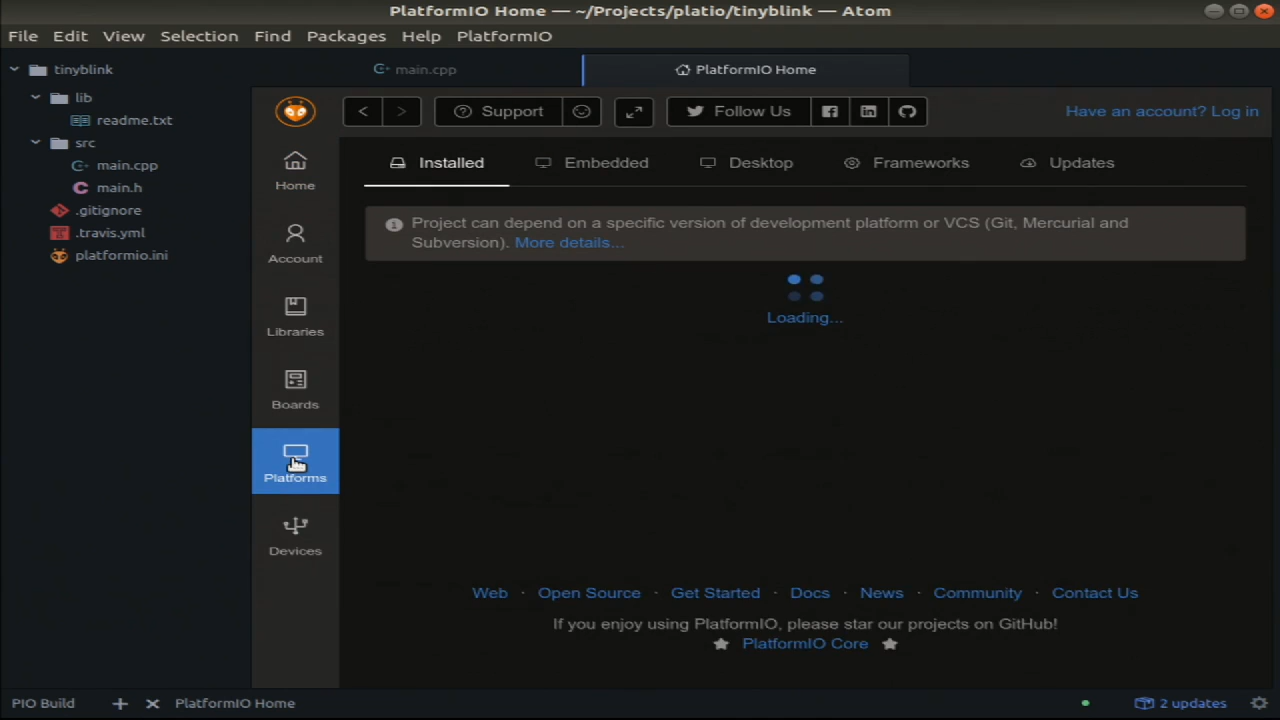 PlatformIO Home — ~/Projects/platio/tinyblink — Atom
File Edit View Selection Find Packages Help PlatformIO
tinyblink
lib
readme.txt
src
main.cpp
main.h
.gitignore
.travis.yml
platformio.ini
main.cpp
PlatformIO Home
< > Support Follow Us Have an account? Log in
Home
Account
Libraries
Boards
Platforms
Devices
Installed Embedded Desktop Frameworks Updates
Project can depend on a specific version of development platform or VCS (Git, Mercurial and
Subversion). More details...
Loading...
Web · Open Source · Get Started · Docs · News · Community · Contact Us
If you enjoy using PlatformIO, please star our projects on GitHub!
PlatformIO Core
PIO Build + PlatformIO Home 2 updates